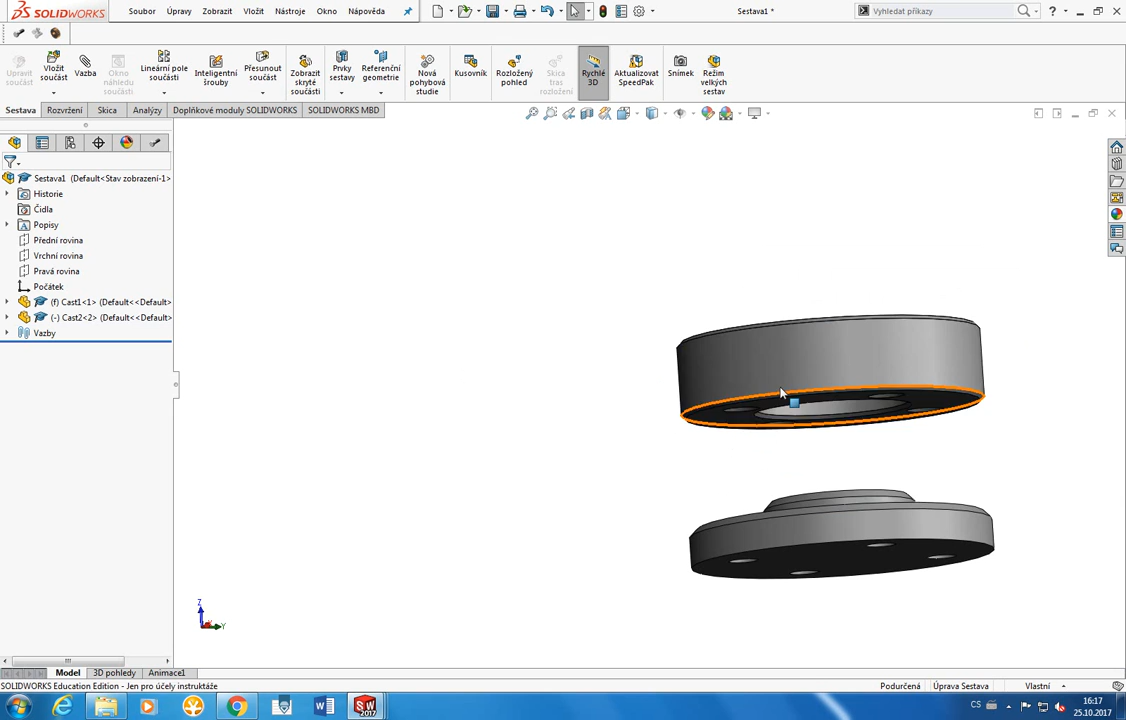 SOLIDWORKS
Soubor
Úpravy
Zobrazit
Vložit
Nástroje
Okno
Nápověda
Sestava1 *
Vyhledat příkazy
Upravit součást
Vložit součást
Vazba
Okno náhledu součásti
Lineární pole součásti
Inteligentní šrouby
Přesunout součást
Zobrazit skryté součásti
Prvky sestavy
Referenční geometrie
Nová pohybová studie
Kusovník
Rozložený pohled
Skica tras rozložení
Rychlé 3D
Aktualizovat SpeedPak
Snímek
Režim velkých sestav
Sestava
Rozvržení
Skica
Analýzy
Doplňkové moduly SOLIDWORKS
SOLIDWORKS MBD
Sestava1 (Default<Stav zobrazení-1>
Historie
Čidla
Popisy
Přední rovina
Vrchní rovina
Pravá rovina
Počátek
(f) Cast1<1> (Default<<Default>
(-) Cast2<2> (Default<<Default>
Vazby
Z
Y
Model
3D pohledy
Animace1
SOLIDWORKS Education Edition - Jen pro účely instruktáže
Podurčená
Úprava Sestava
Vlastní
CS
16:17
25.10.2017